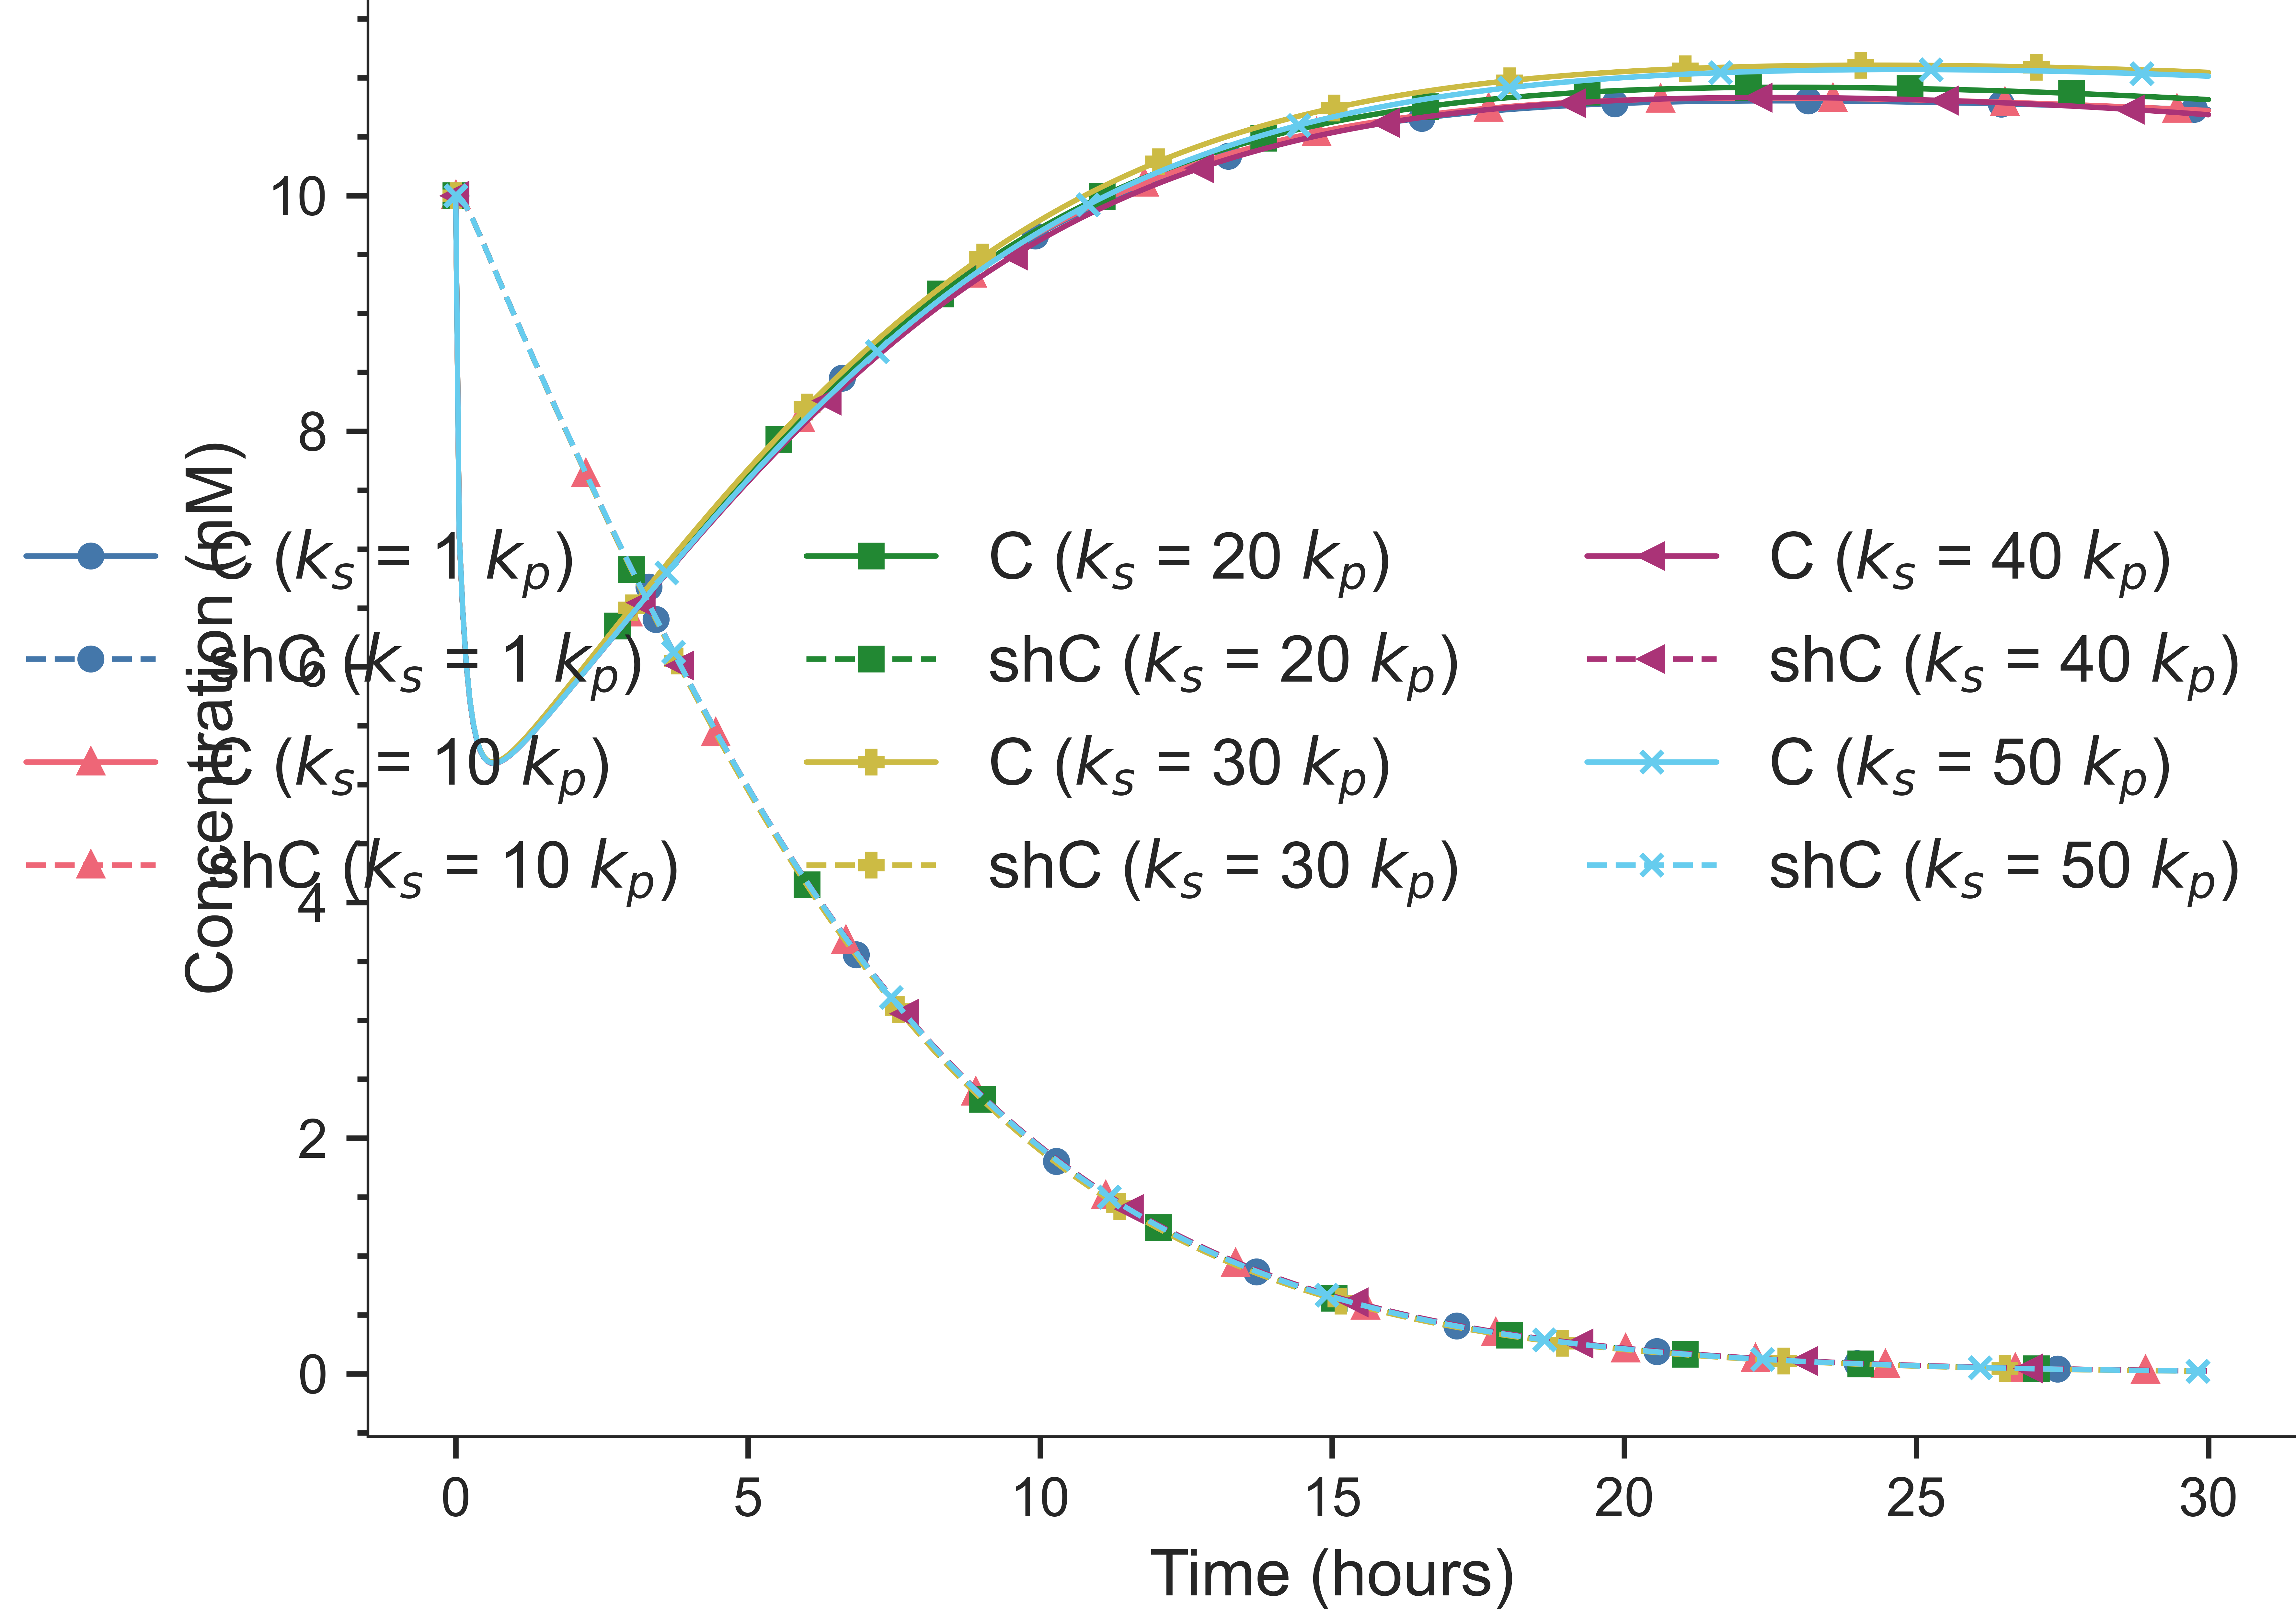 10
8
6
4
2
0
Concentration (nM)
C (kₛ = 1 kₚ)
shC (kₛ = 1 kₚ)
C (kₛ = 10 kₚ)
shC (kₛ = 10 kₚ)
C (kₛ = 20 kₚ)
shC (kₛ = 20 kₚ)
C (kₛ = 30 kₚ)
shC (kₛ = 30 kₚ)
C (kₛ = 40 kₚ)
shC (kₛ = 40 kₚ)
C (kₛ = 50 kₚ)
shC (kₛ = 50 kₚ)
0 5 10 15 20 25 30
Time (hours)